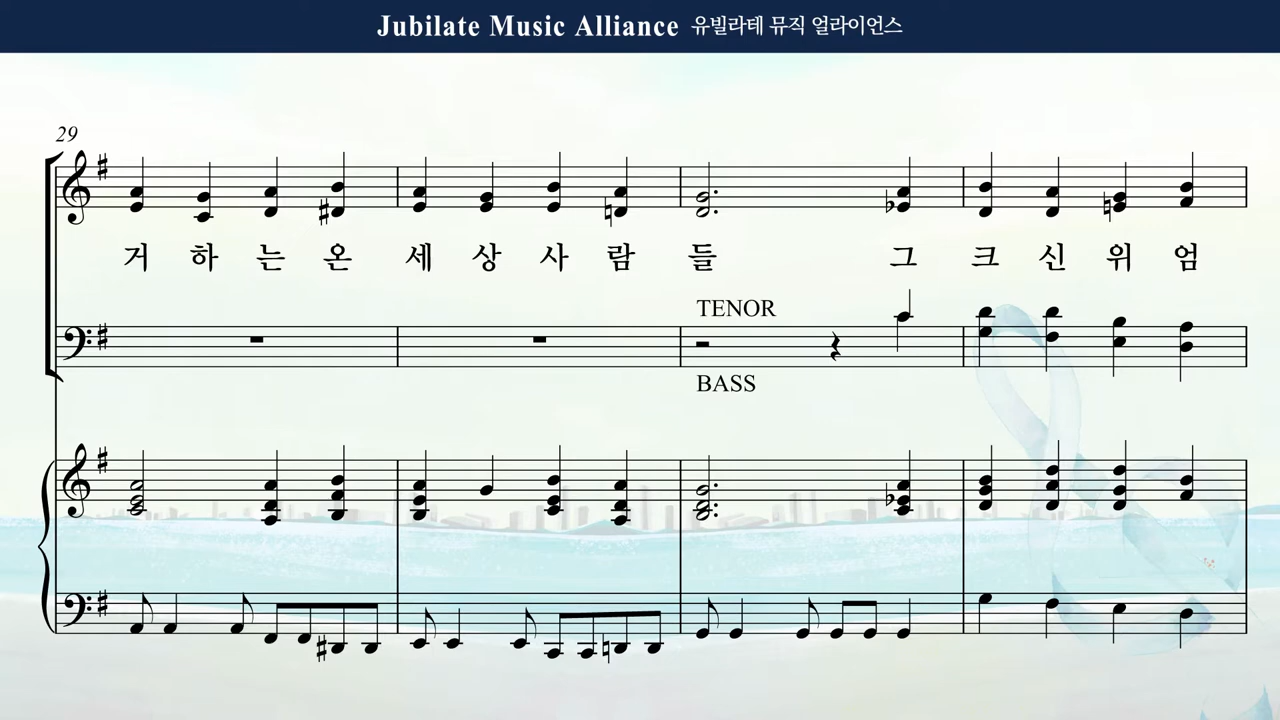 Jubilate Music Alliance 유빌라테 뮤직 얼라이언스
29
거 하 는 온 세 상 사 람 들 그 크 신 위 엄
TENOR
BASS